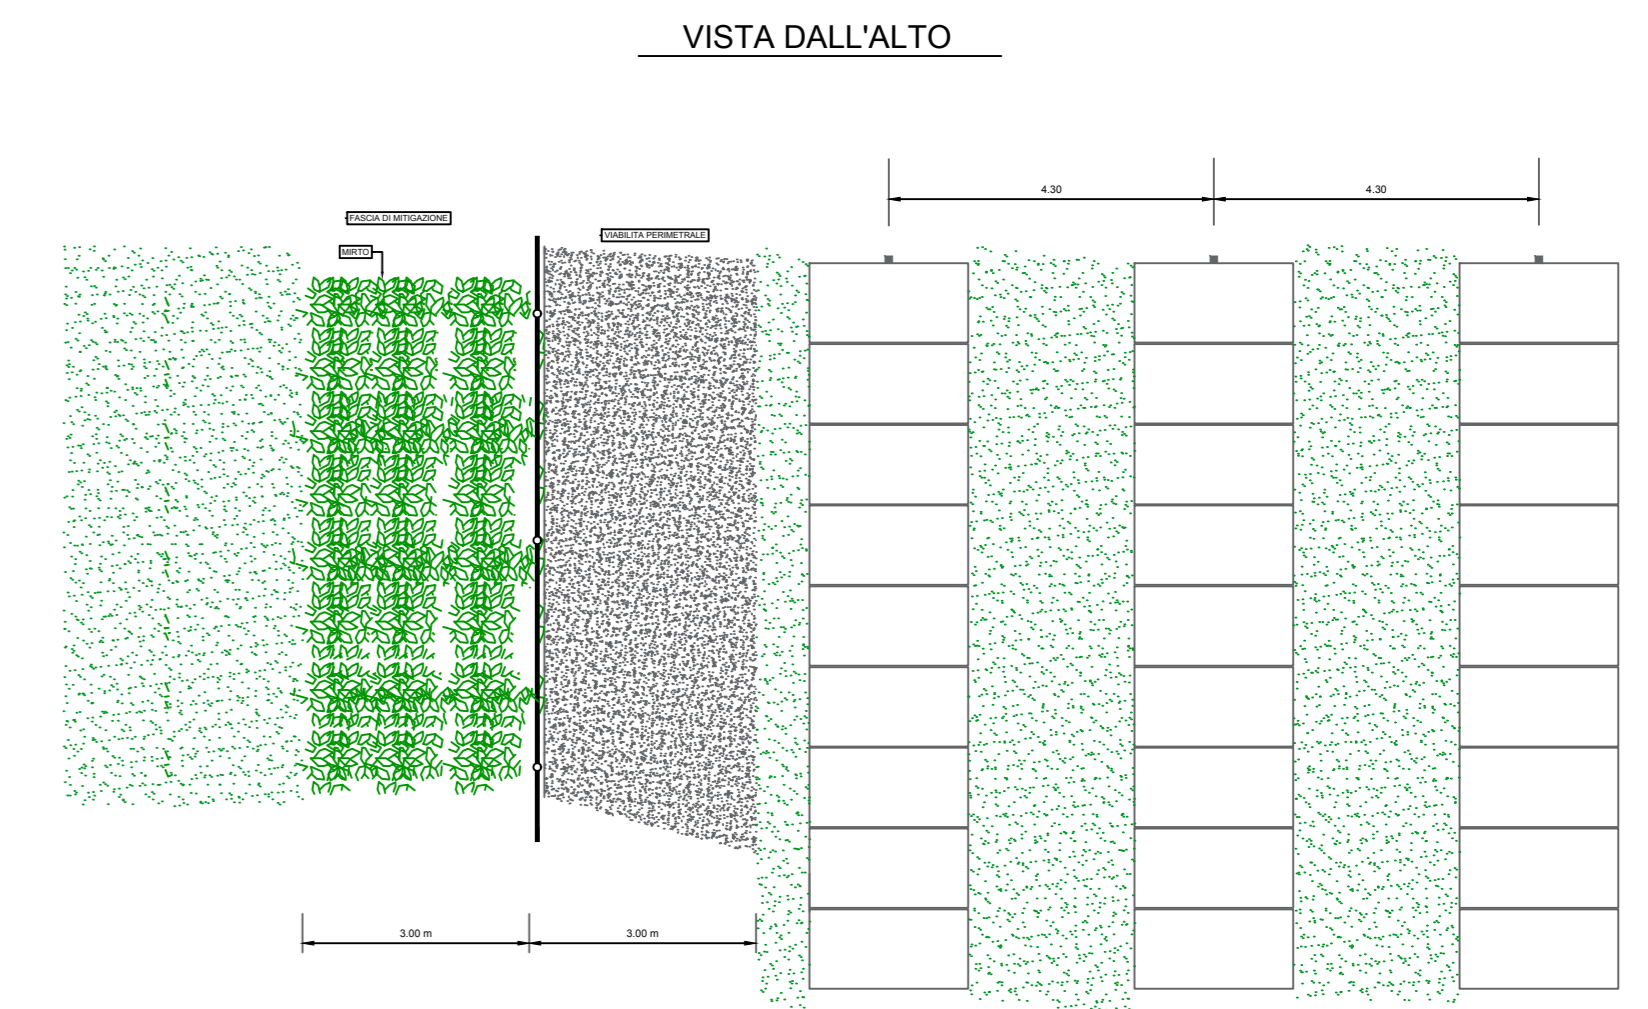 VISTA DALL'ALTO
4.30
4.30
FASCIA DI MITIGAZIONE
VIABILITA PERIMETRALE
MIRTO
3.00 m
3.00 m